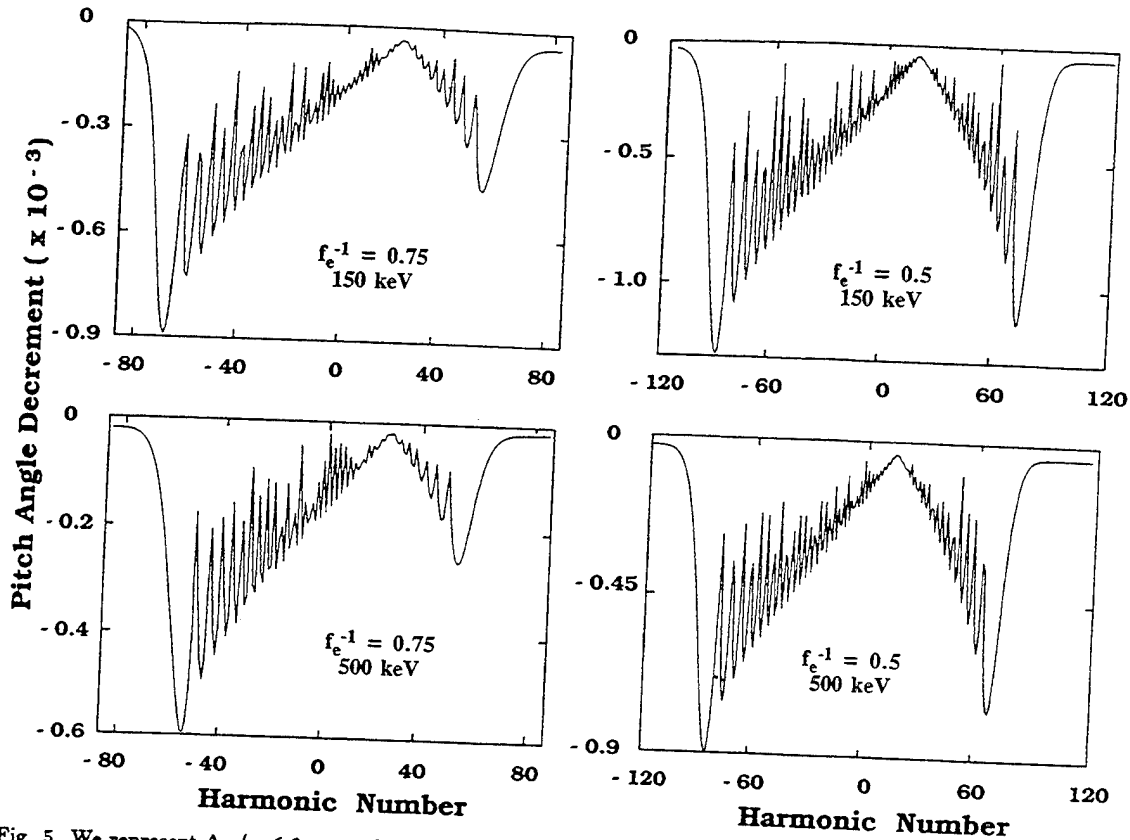 Pitch Angle Decrement ( x 10 -3)
0
- 0.3
- 0.6
- 0.9
- 80
- 40
0
40
80
fe-1 = 0.75
150 keV
0
- 0.5
- 1.0
- 120
- 60
0
60
120
fe-1 = 0.5
150 keV
0
- 0.2
- 0.4
- 0.6
- 80
- 40
0
40
80
fe-1 = 0.75
500 keV
Harmonic Number
0
- 0.45
- 0.9
- 120
- 60
0
60
120
fe-1 = 0.5
500 keV
Harmonic Number
Fig. 5. We represent